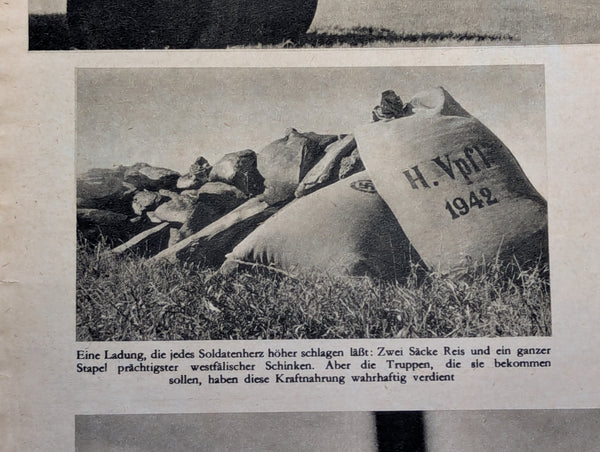 H. Vpfl.
1942
Eine Ladung, die jedes Soldatenherz höher schlagen läßt: Zwei Säcke Reis und ein ganzer
Stapel prächtigster westfälischer Schinken. Aber die Truppen, die sie bekommen
sollen, haben diese Kraftnahrung wahrhaftig verdient